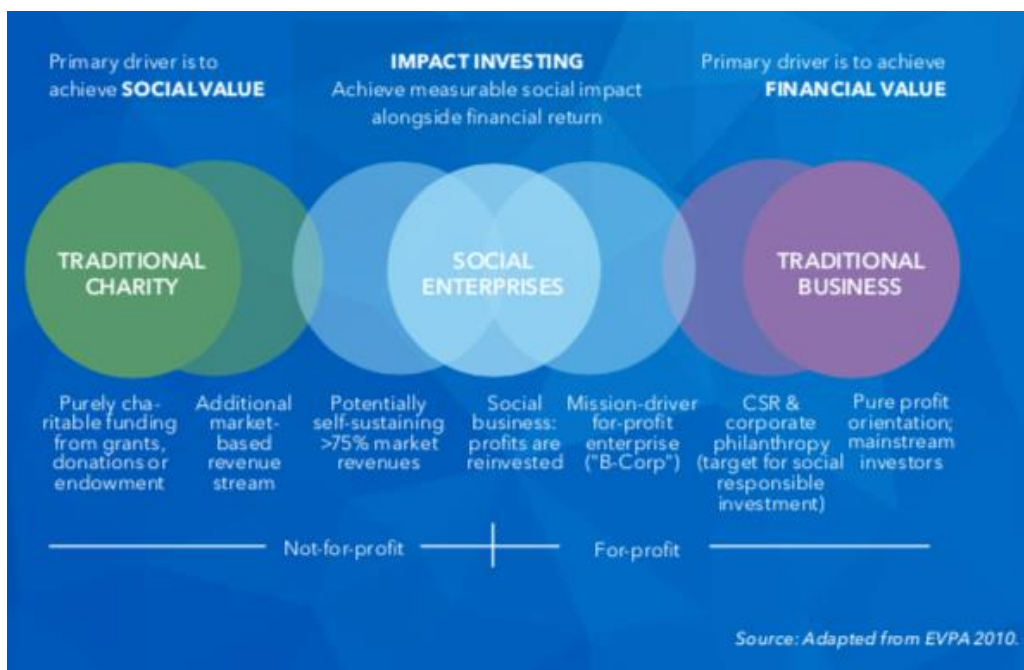 Primary driver is to
achieve SOCIAL VALUE
IMPACT INVESTING
Achieve measurable social impact
alongside financial return
Primary driver is to achieve
FINANCIAL VALUE
TRADITIONAL
CHARITY
SOCIAL
ENTERPRISES
TRADITIONAL
BUSINESS
Purely cha-
ritable funding
from grants,
donations or
endowment
Additional
market-
based
revenue
stream
Potentially
self-sustaining
>75% market
revenues
Social
business:
profits are
reinvested
Mission-driver
for-profit
enterprise
("B-Corp")
CSR &
corporate
philanthropy
(target for social
responsible
investment)
Pure profit
orientation;
mainstream
investors
Not-for-profit
For-profit
Source: Adapted from EVPA 2010.